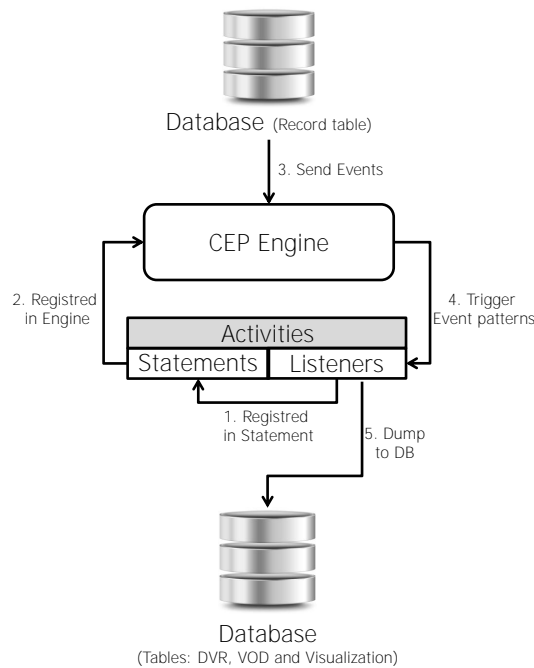 Database (Record table)
3. Send Events
CEP Engine
2. Registred
in Engine
4. Trigger
Event patterns
Activities
Statements
Listeners
1. Registred
in Statement
5. Dump
to DB
Database
(Tables: DVR, VOD and Visualization)